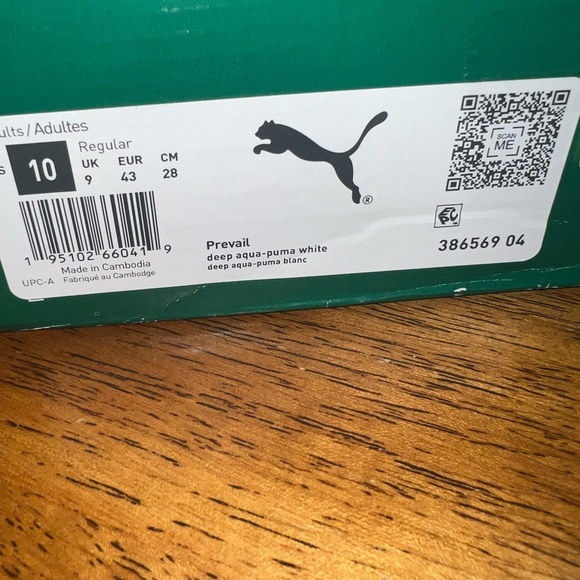 ults / Adultes
Regular
s 10
UK EUR CM
9 43 28
1 95102 66041 9
Made in Cambodia
UPC-A Fabriqué au Cambodge
®
Prevail
deep aqua-puma white
deep aqua-puma blanc
SCAN
ME
386569 04